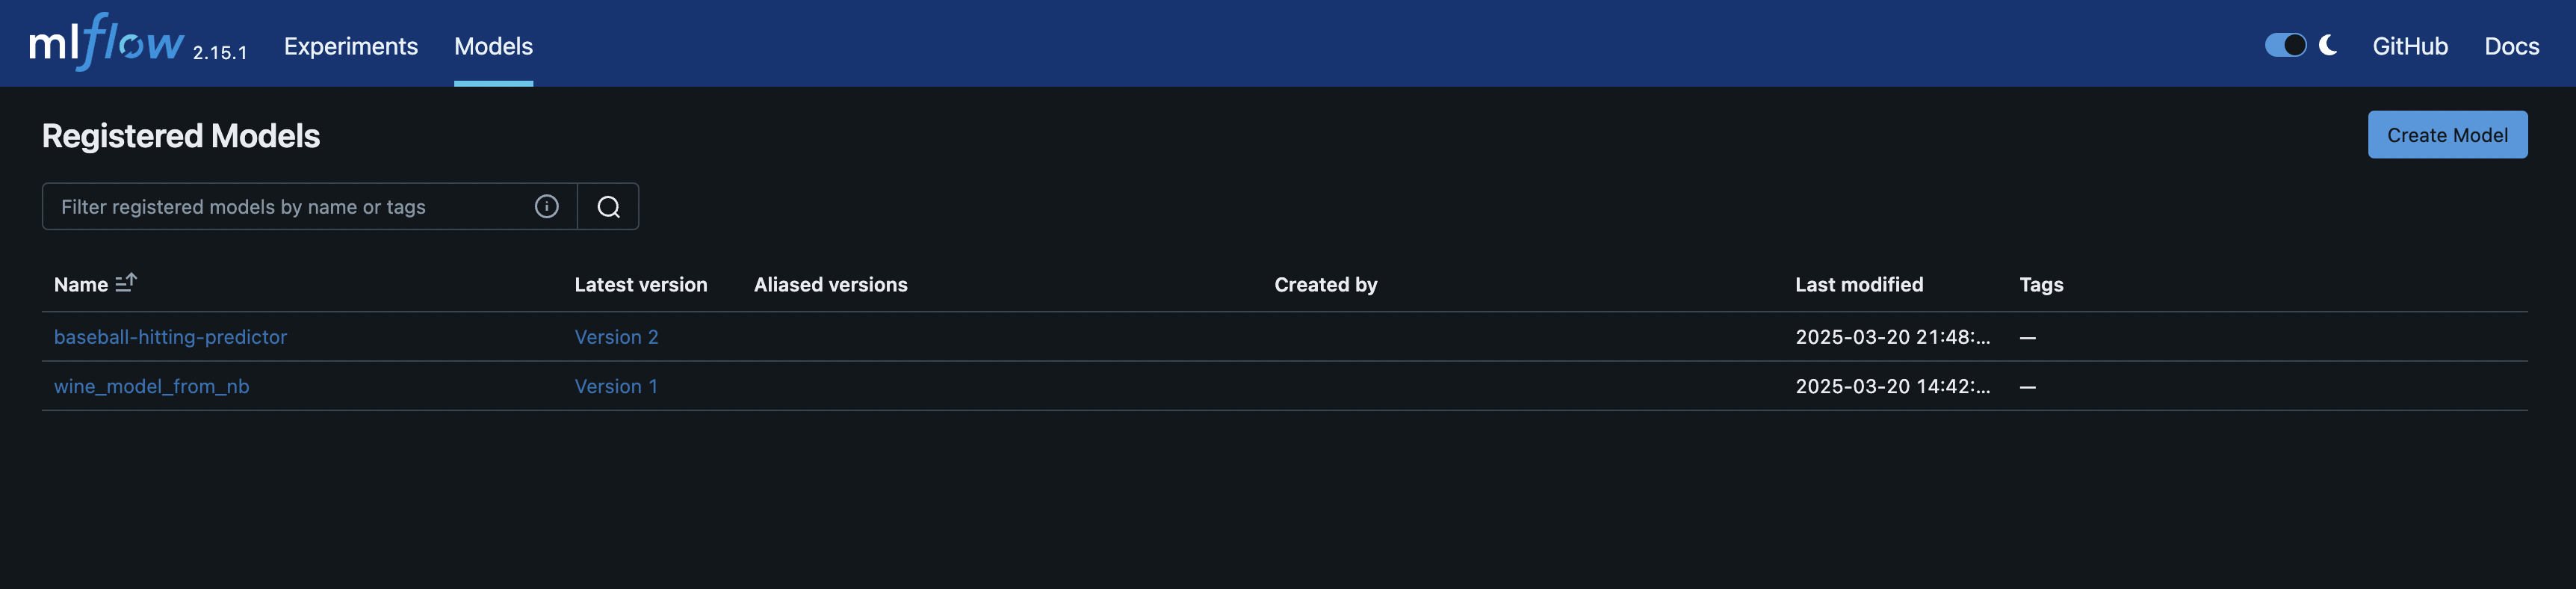 mlflow 2.15.1 Experiments Models GitHub Docs
Registered Models
Create Model
Filter registered models by name or tags
Name Latest version Aliased versions Created by Last modified Tags
baseball-hitting-predictor Version 2 2025-03-20 21:48:... —
wine_model_from_nb Version 1 2025-03-20 14:42:... —